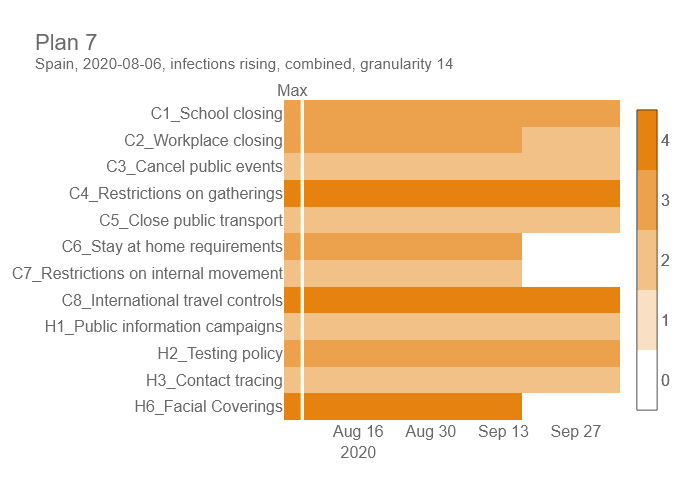 Plan 7
Spain, 2020-08-06, infections rising, combined, granularity 14
Max
C1_School closing
C2_Workplace closing
C3_Cancel public events
C4_Restrictions on gatherings
C5_Close public transport
C6_Stay at home requirements
C7_Restrictions on internal movement
C8_International travel controls
H1_Public information campaigns
H2_Testing policy
H3_Contact tracing
H6_Facial Coverings
Aug 16 Aug 30 Sep 13 Sep 27
2020
4
3
2
1
0